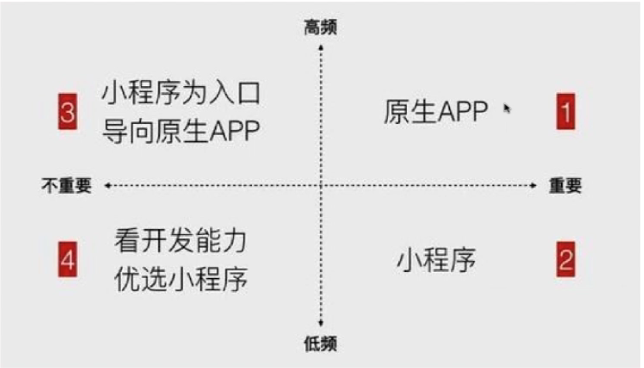 高频
3
小程序为入口
导向原生APP
原生APP
1
不重要
重要
4
看开发能力
优选小程序
小程序
2
低频